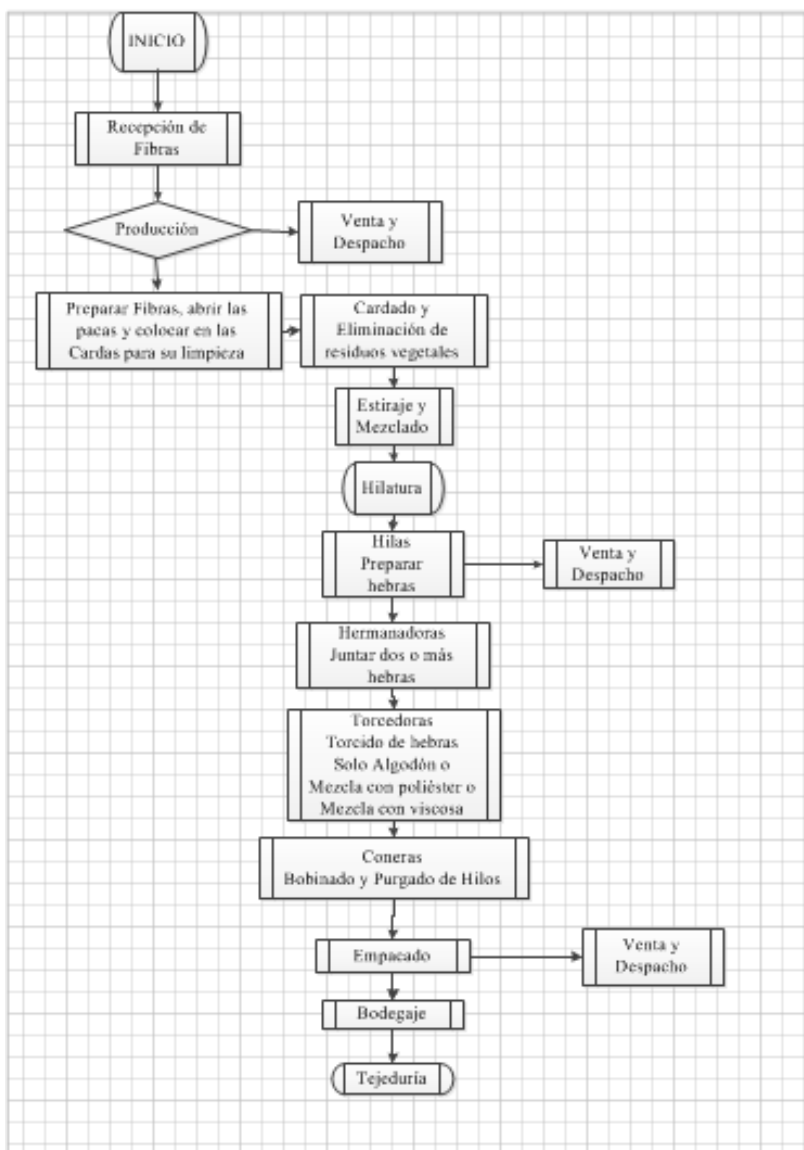 INICIO
Recepción de
Fibras
Producción
Venta y
Despacho
Preparar Fibras, abrir las
pacas y colocar en las
Cardas para su limpieza
Cardado y
Eliminación de
residuos vegetales
Estiraje y
Mezclado
Hilatura
Hilas
Preparar
hebras
Venta y
Despacho
Hermanadoras
Juntar dos o más
hebras
Torcedoras
Torcido de hebras
Solo Algodón o
Mezcla con poliéster o
Mezcla con viscosa
Coneras
Bobinado y Purgado de Hilos
Empacado
Venta y
Despacho
Bodegaje
Tejeduría